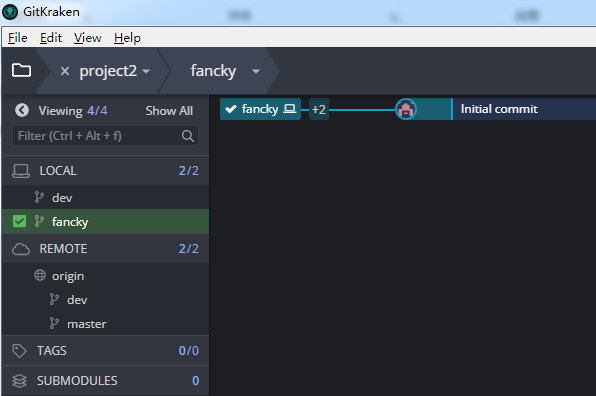 GitKraken
File Edit View Help
project2 fancky
Viewing 4/4 Show All
Filter (Ctrl + Alt + f)
fancky +2 Initial commit
LOCAL 2/2
dev
fancky
REMOTE 2/2
origin
dev
master
TAGS 0/0
SUBMODULES 0